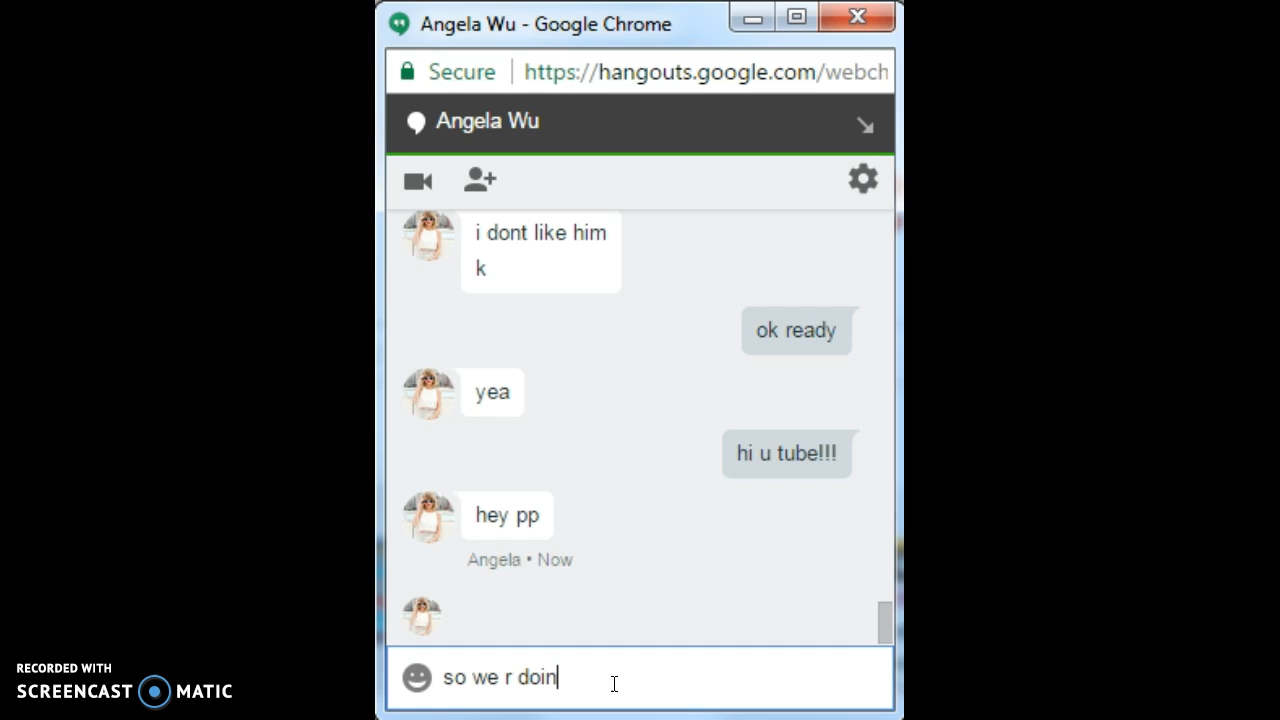 Angela Wu - Google Chrome
Secure
https://hangouts.google.com/webch
Angela Wu
i dont like him
k
ok ready
yea
hi u tube!!!
hey pp
Angela • Now
so we r doin
RECORDED WITH
SCREENCAST MATIC